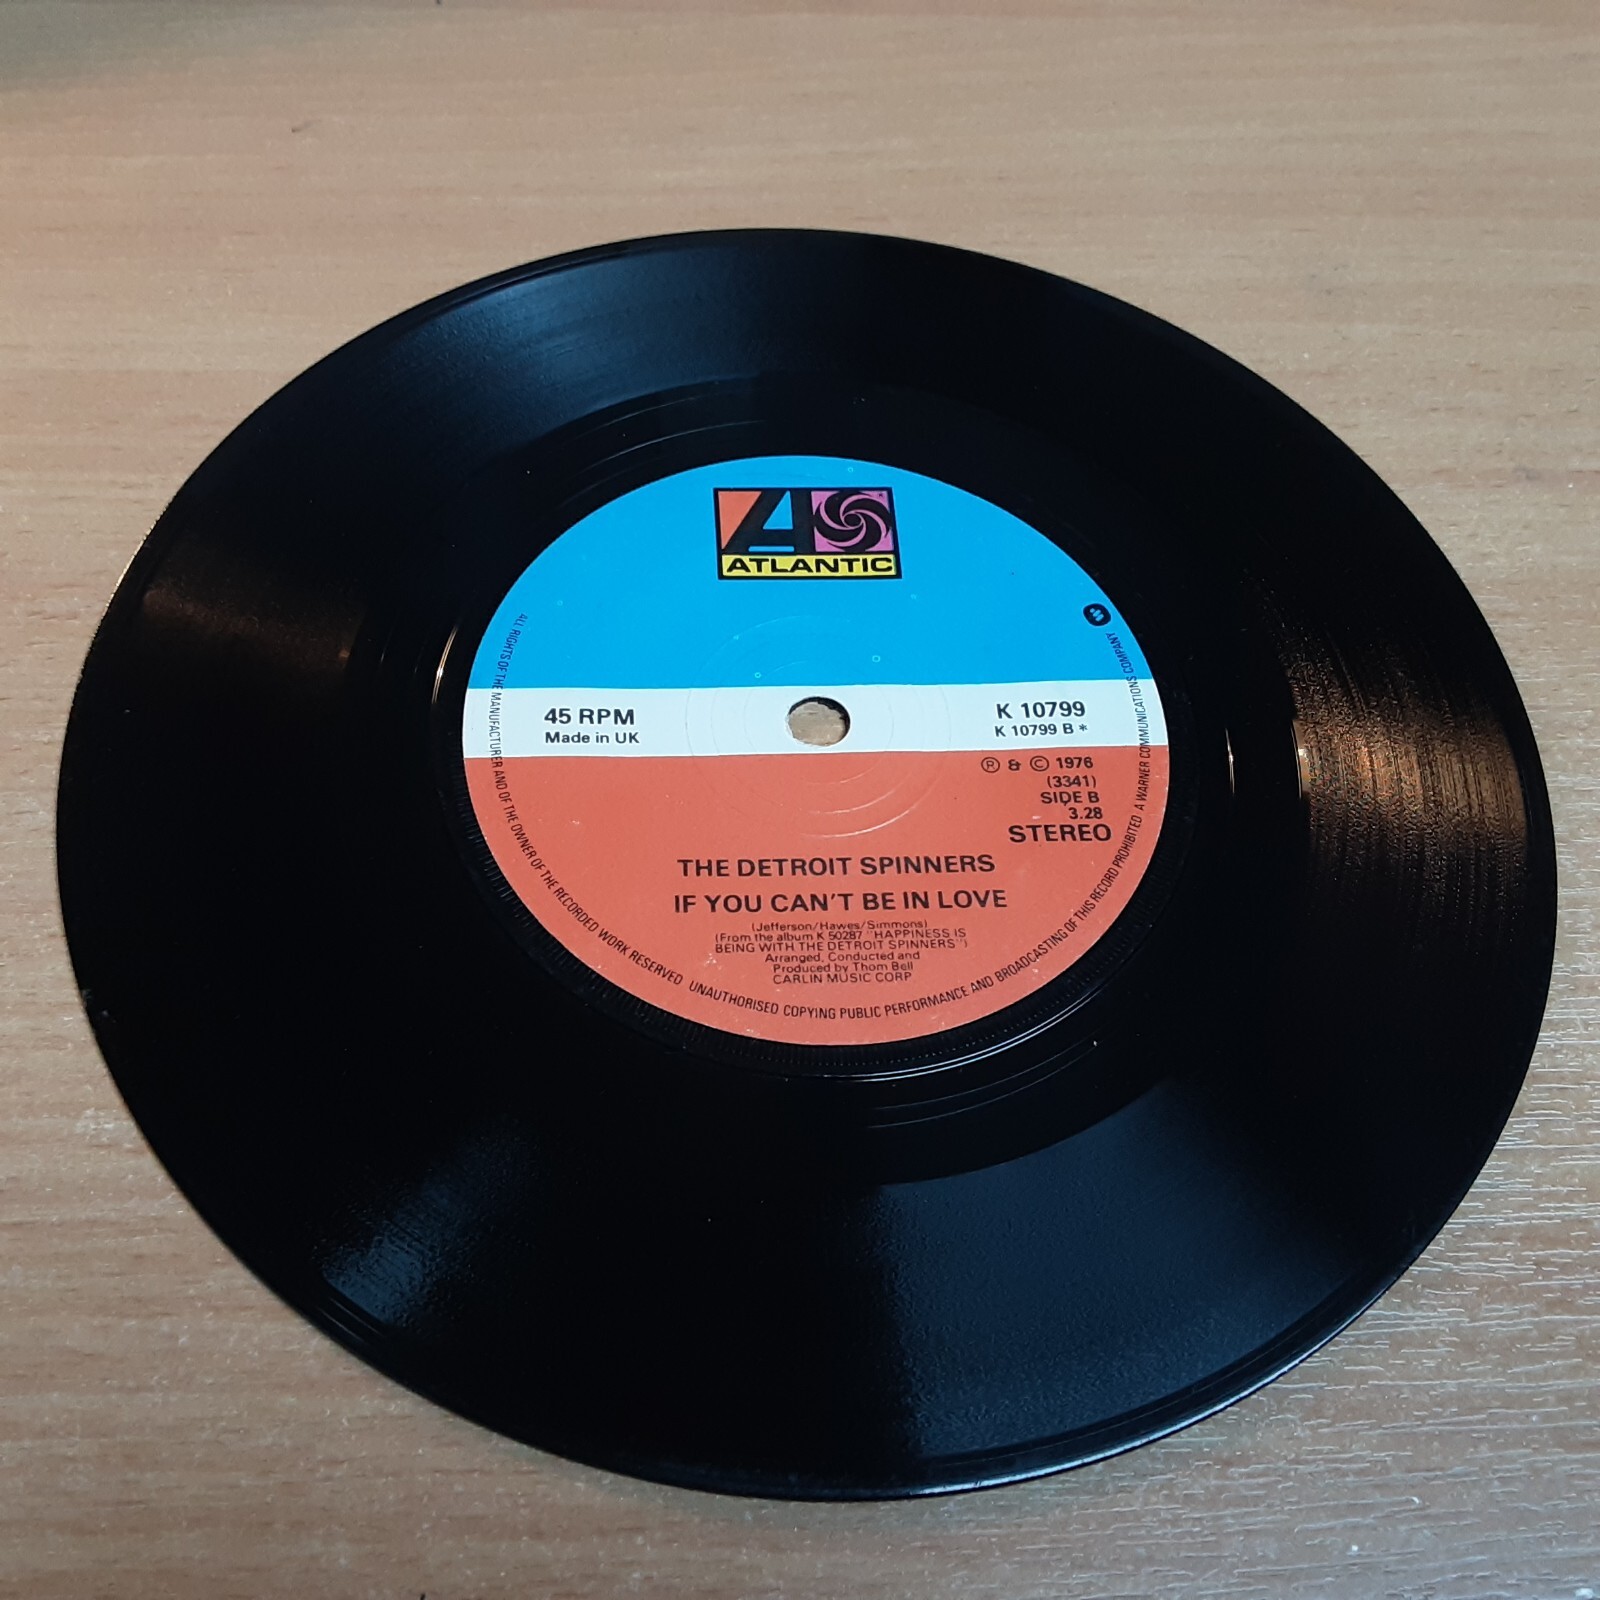 ATLANTIC
45 RPM
Made in UK
K 10799
K 10799 B *
Ⓟ & © 1976
(3341)
SIDE B
3.28
STEREO
THE DETROIT SPINNERS
IF YOU CAN'T BE IN LOVE
(Jefferson/Hawes/Simmons)
(From the album K 50287 "HAPPINESS IS
BEING WITH THE DETROIT SPINNERS")
Arranged, Conducted and
Produced by Thom Bell
CARLIN MUSIC CORP
ALL RIGHTS OF THE MANUFACTURER AND OF THE OWNER OF THE RECORDED WORK RESERVED UNAUTHORISED COPYING PUBLIC PERFORMANCE AND BROADCASTING OF THIS RECORD PROHIBITED A WARNER COMMUNICATIONS COMPANY